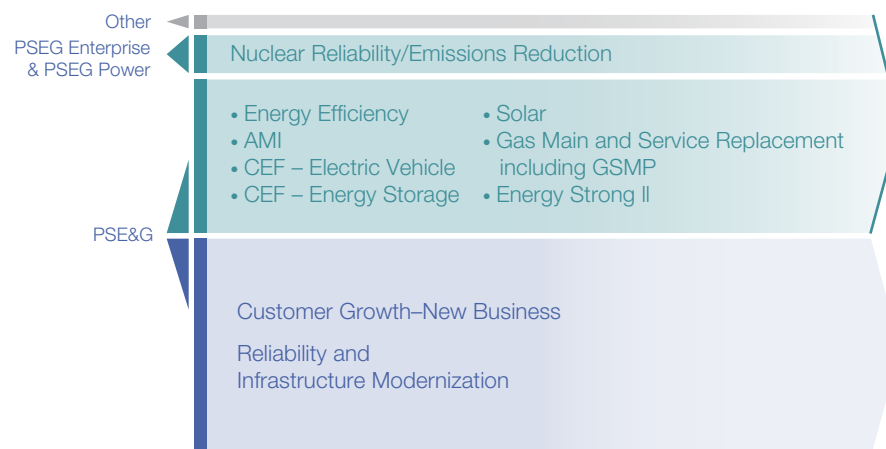 Other
PSEG Enterprise
& PSEG Power
Nuclear Reliability/Emissions Reduction
• Energy Efficiency
• AMI
• CEF – Electric Vehicle
• CEF – Energy Storage
• Solar
• Gas Main and Service Replacement
including GSMP
• Energy Strong II
PSE&G
Customer Growth–New Business
Reliability and
Infrastructure Modernization